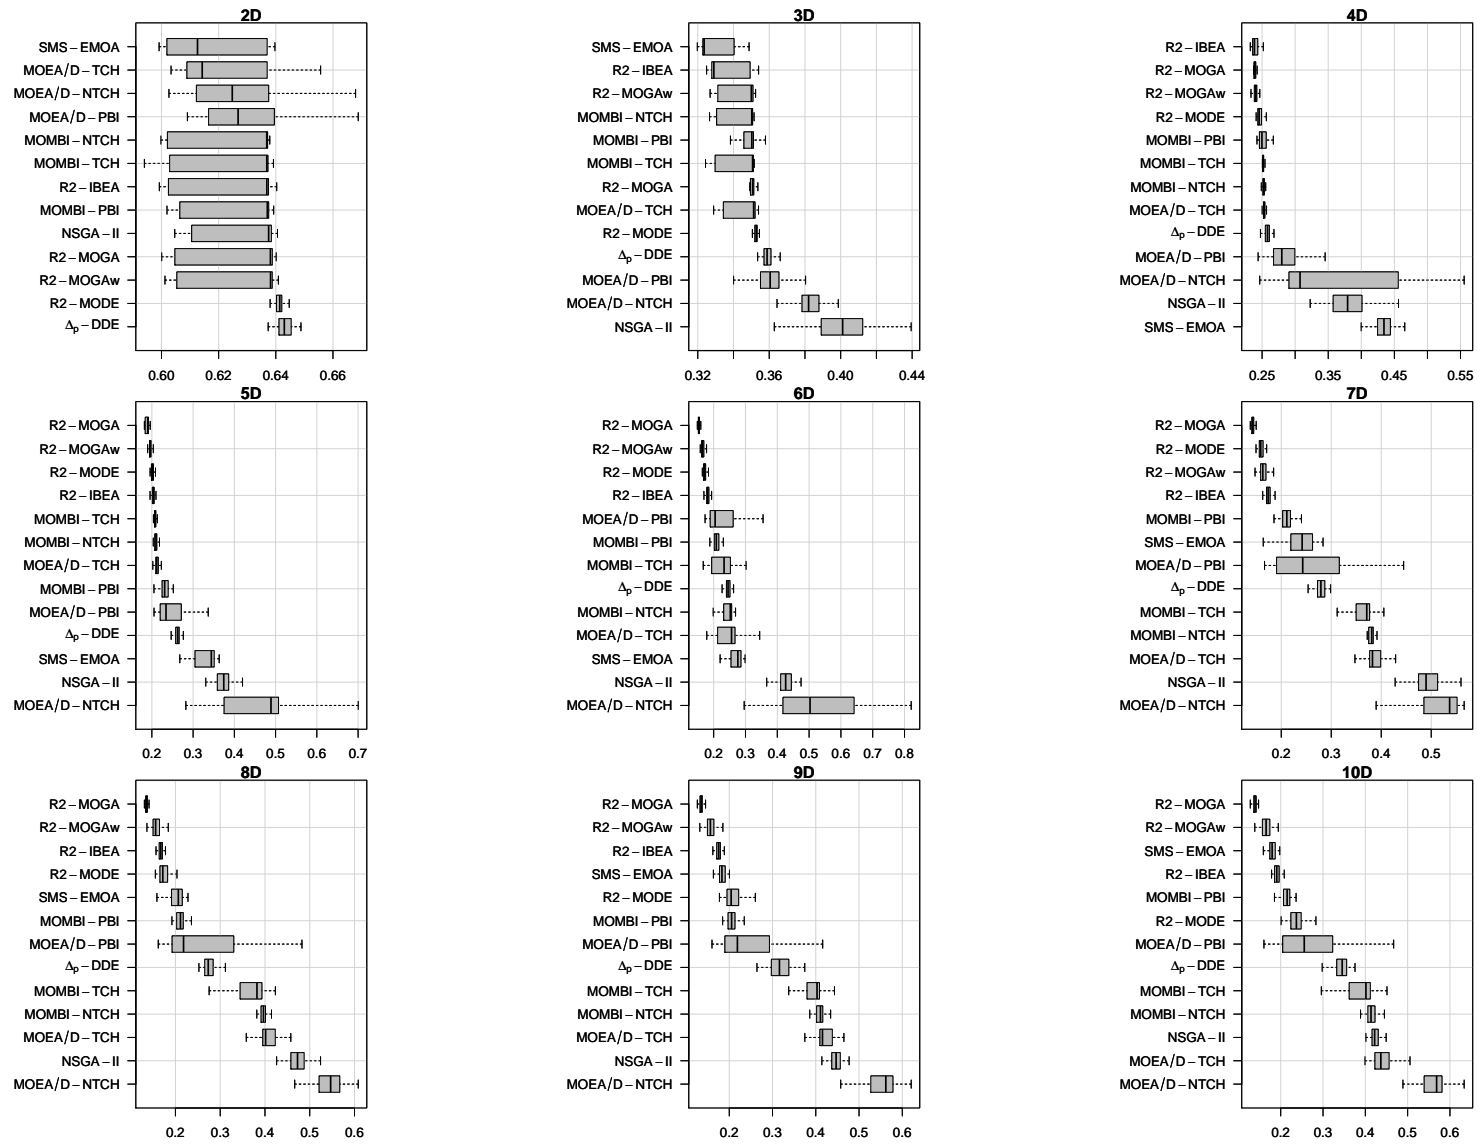 2D
SMS−EMOA
MOEA/D−TCH
MOEA/D−NTCH
MOEA/D−PBI
MOMBI−NTCH
MOMBI−TCH
R2−IBEA
MOMBI−PBI
NSGA−II
R2−MOGA
R2−MOGAw
R2−MODE
Δp−DDE
0.60 0.62 0.64 0.66
3D
SMS−EMOA
R2−IBEA
R2−MOGAw
MOMBI−NTCH
MOMBI−PBI
MOMBI−TCH
R2−MOGA
MOEA/D−TCH
R2−MODE
Δp−DDE
MOEA/D−PBI
MOEA/D−NTCH
NSGA−II
0.32 0.36 0.40 0.44
4D
R2−IBEA
R2−MOGA
R2−MOGAw
R2−MODE
MOMBI−PBI
MOMBI−TCH
MOMBI−NTCH
MOEA/D−TCH
Δp−DDE
MOEA/D−PBI
MOEA/D−NTCH
NSGA−II
SMS−EMOA
0.25 0.35 0.45 0.55
5D
R2−MOGA
R2−MOGAw
R2−MODE
R2−IBEA
MOMBI−TCH
MOMBI−NTCH
MOEA/D−TCH
MOMBI−PBI
MOEA/D−PBI
Δp−DDE
SMS−EMOA
NSGA−II
MOEA/D−NTCH
0.2 0.3 0.4 0.5 0.6 0.7
6D
R2−MOGA
R2−MOGAw
R2−MODE
R2−IBEA
MOEA/D−PBI
MOMBI−PBI
MOMBI−TCH
Δp−DDE
MOMBI−NTCH
MOEA/D−TCH
SMS−EMOA
NSGA−II
MOEA/D−NTCH
0.2 0.3 0.4 0.5 0.6 0.7 0.8
7D
R2−MOGA
R2−MODE
R2−MOGAw
R2−IBEA
MOMBI−PBI
SMS−EMOA
MOEA/D−PBI
Δp−DDE
MOMBI−TCH
MOMBI−NTCH
MOEA/D−TCH
NSGA−II
MOEA/D−NTCH
0.2 0.3 0.4 0.5
8D
R2−MOGA
R2−MOGAw
R2−IBEA
R2−MODE
SMS−EMOA
MOMBI−PBI
MOEA/D−PBI
Δp−DDE
MOMBI−TCH
MOMBI−NTCH
MOEA/D−TCH
NSGA−II
MOEA/D−NTCH
0.2 0.3 0.4 0.5 0.6
9D
R2−MOGA
R2−MOGAw
R2−IBEA
SMS−EMOA
R2−MODE
MOMBI−PBI
MOEA/D−PBI
Δp−DDE
MOMBI−TCH
MOMBI−NTCH
MOEA/D−TCH
NSGA−II
MOEA/D−NTCH
0.2 0.3 0.4 0.5 0.6
10D
R2−MOGA
R2−MOGAw
SMS−EMOA
R2−IBEA
MOMBI−PBI
R2−MODE
MOEA/D−PBI
Δp−DDE
MOMBI−TCH
MOMBI−NTCH
NSGA−II
MOEA/D−TCH
MOEA/D−NTCH
0.2 0.3 0.4 0.5 0.6